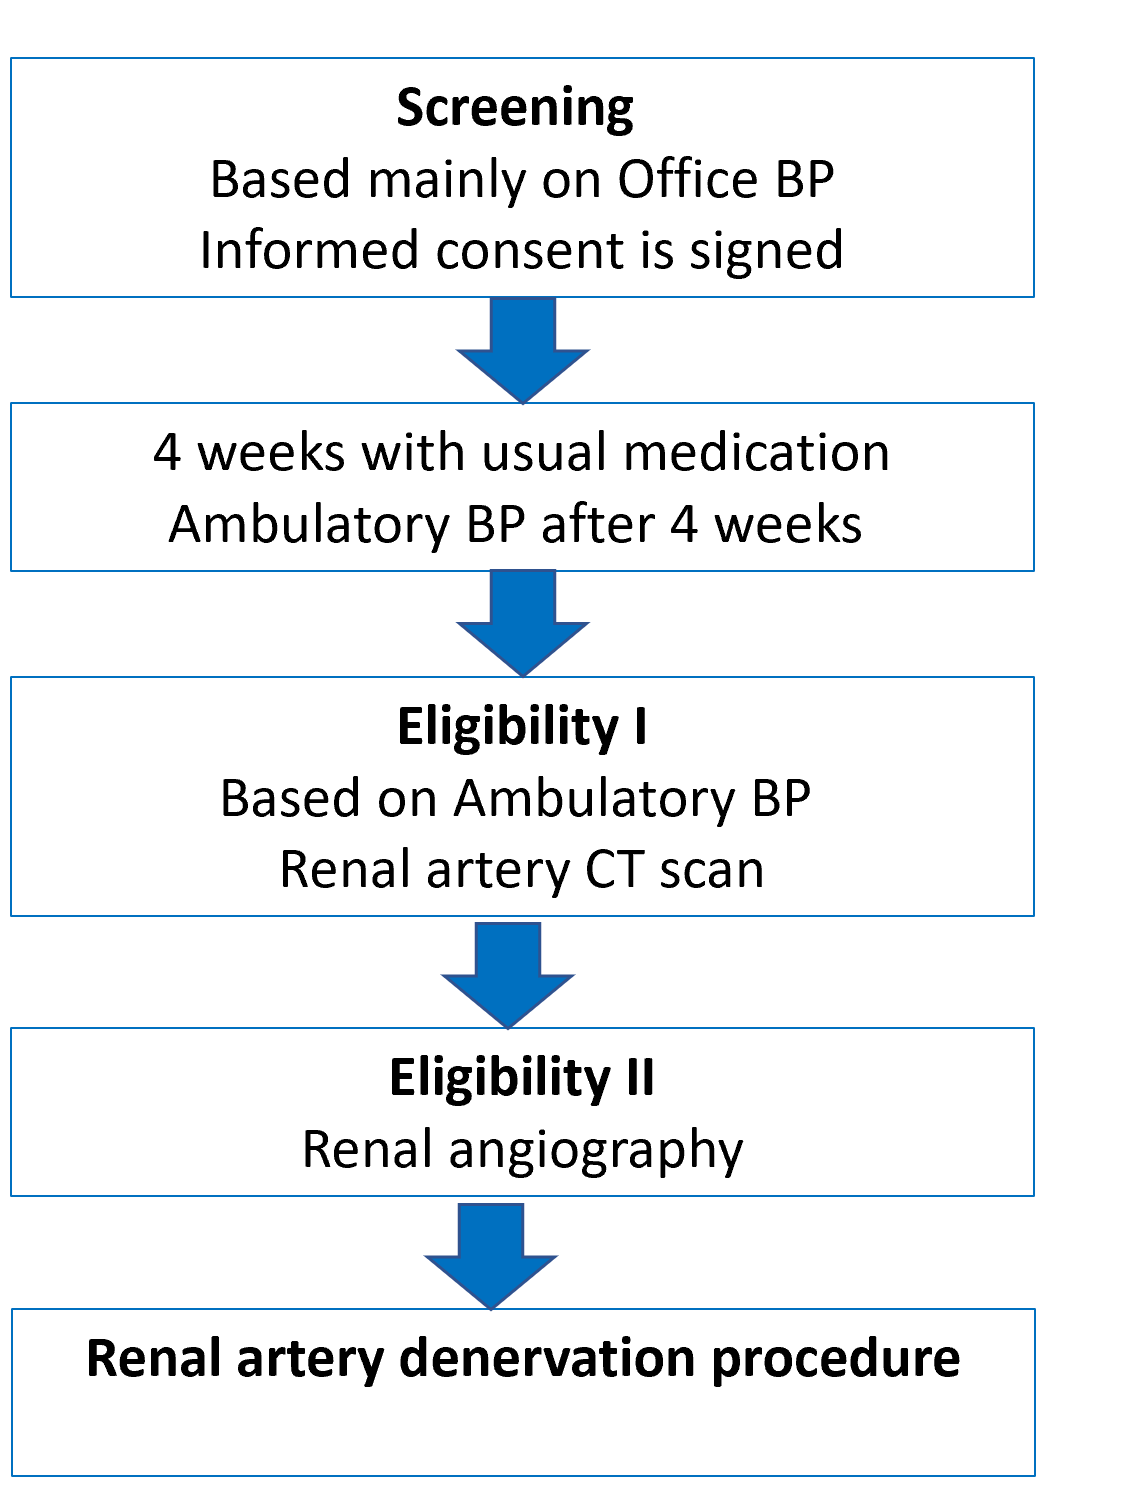 Screening
Based mainly on Office BP
Informed consent is signed
4 weeks with usual medication
Ambulatory BP after 4 weeks
Eligibility I
Based on Ambulatory BP
Renal artery CT scan
Eligibility II
Renal angiography
Renal artery denervation procedure